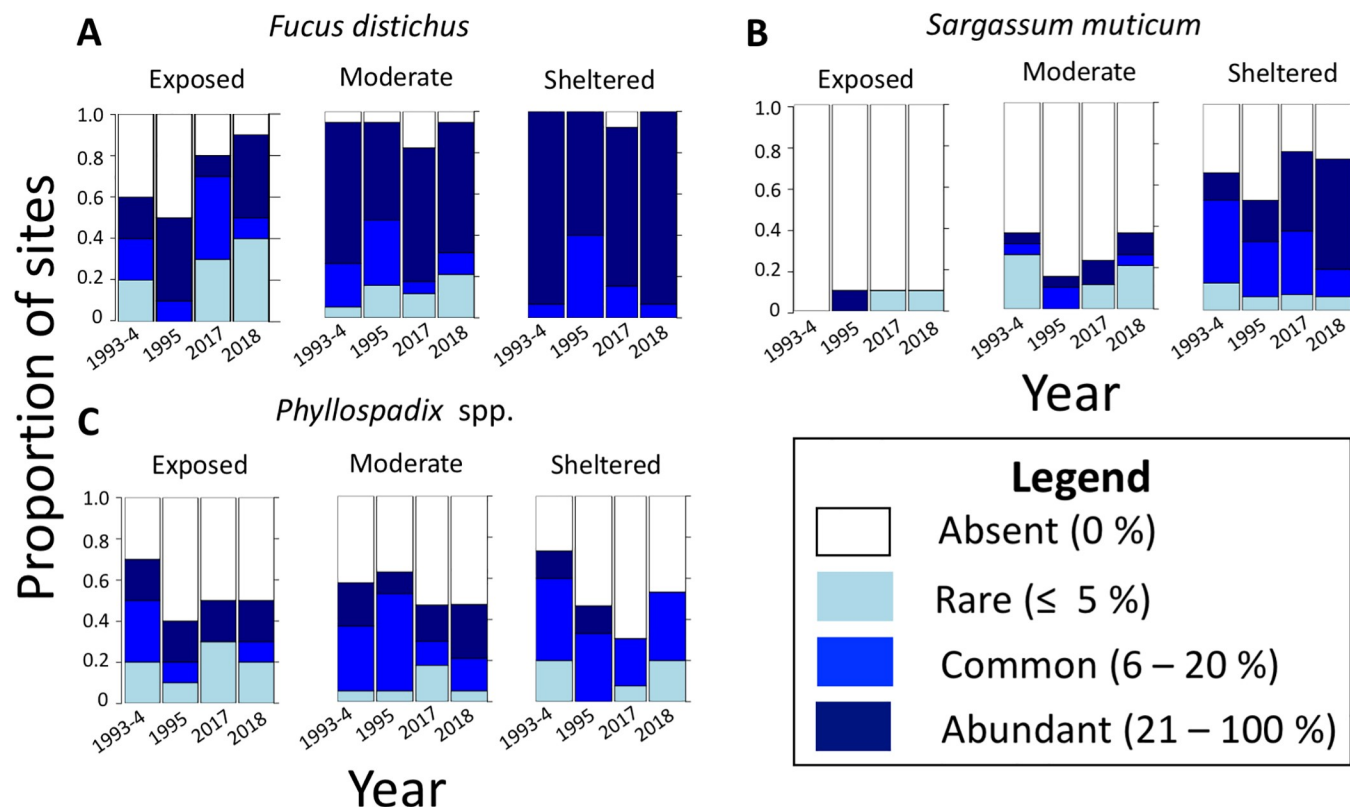 A
Fucus distichus
Exposed
Moderate
Sheltered
1.0
0.8
0.6
0.4
0.2
0
1993-4
1995
2017
2018
1993-4
1995
2017
2018
1993-4
1995
2017
2018
B
Sargassum muticum
Exposed
Moderate
Sheltered
1.0
0.8
0.6
0.4
0.2
0
1993-4
1995
2017
2018
1993-4
1995
2017
2018
1993-4
1995
2017
2018
Year
Proportion of sites
C
Phyllospadix spp.
Exposed
Moderate
Sheltered
1.0
0.8
0.6
0.4
0.2
0
1993-4
1995
2017
2018
1993-4
1995
2017
2018
1993-4
1995
2017
2018
Year
Legend
Absent (0 %)
Rare (≤ 5 %)
Common (6 – 20 %)
Abundant (21 – 100 %)